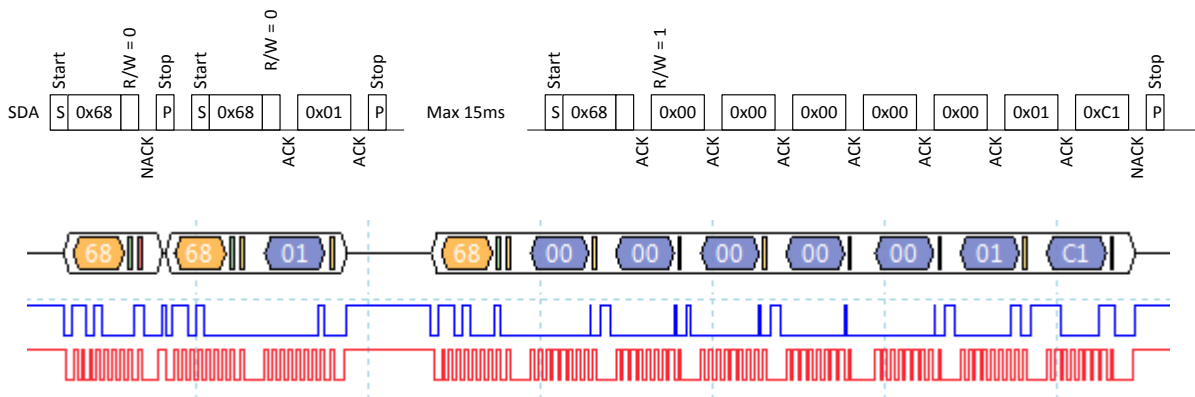 Start R/W = 0 Stop Start R/W = 0 Stop Start R/W = 1 Stop
SDA S 0x68 P S 0x68 0x01 P Max 15ms S 0x68 0x00 0x00 0x00 0x00 0x00 0x01 0xC1 P
NACK ACK ACK ACK ACK ACK ACK ACK ACK ACK NACK
68 68 01 68 00 00 00 00 00 01 C1